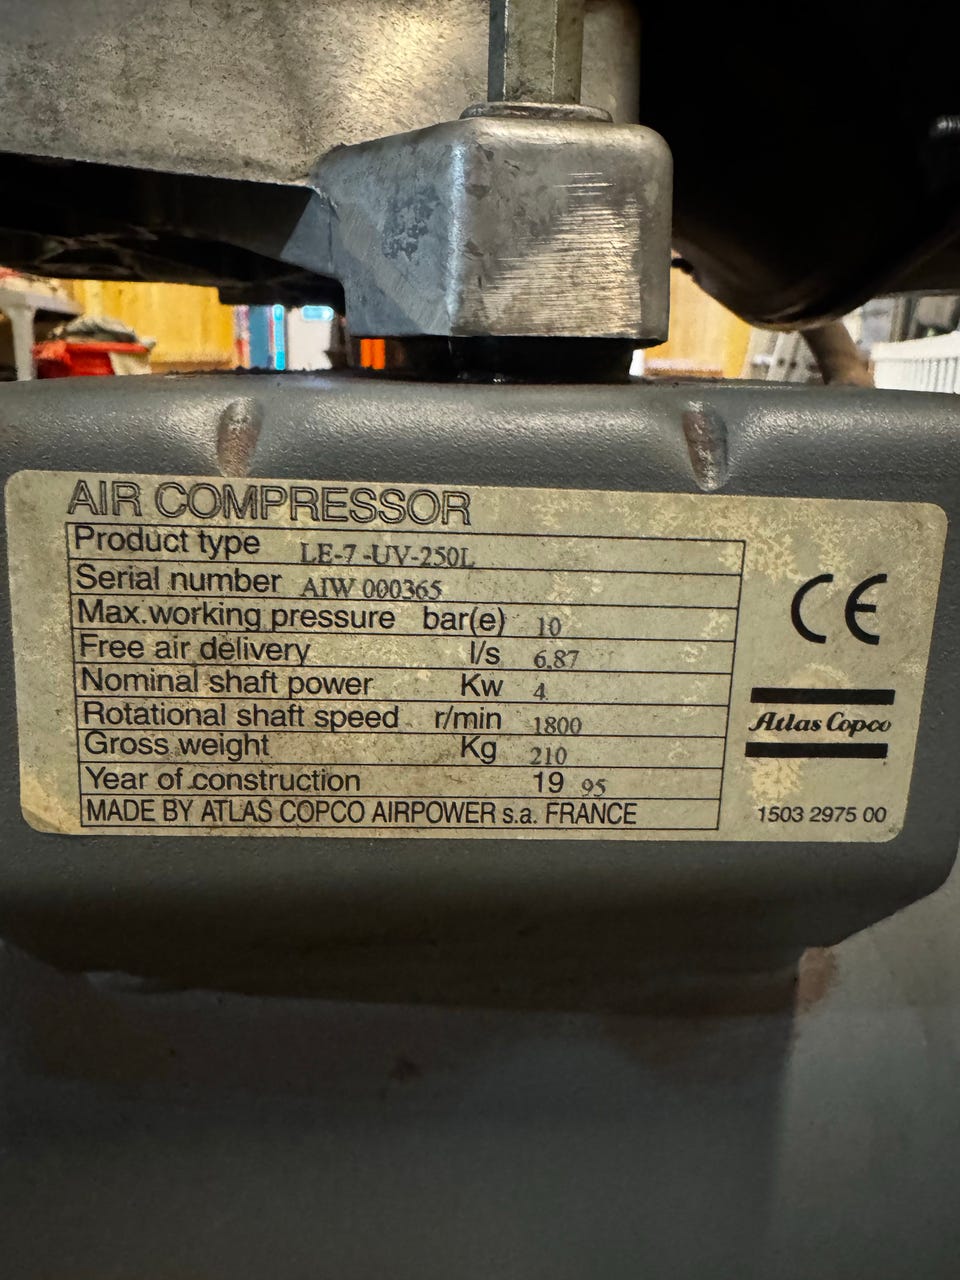 AIR COMPRESSOR
Product type LE-7-UV-250L
Serial number AIW 000365
Max.working pressure bar(e) 10
Free air delivery l/s 6,87
Nominal shaft power Kw 4
Rotational shaft speed r/min 1800
Gross weight Kg 210
Year of construction 19 95
MADE BY ATLAS COPCO AIRPOWER s.a. FRANCE
CE
Atlas Copco
1503 2975 00